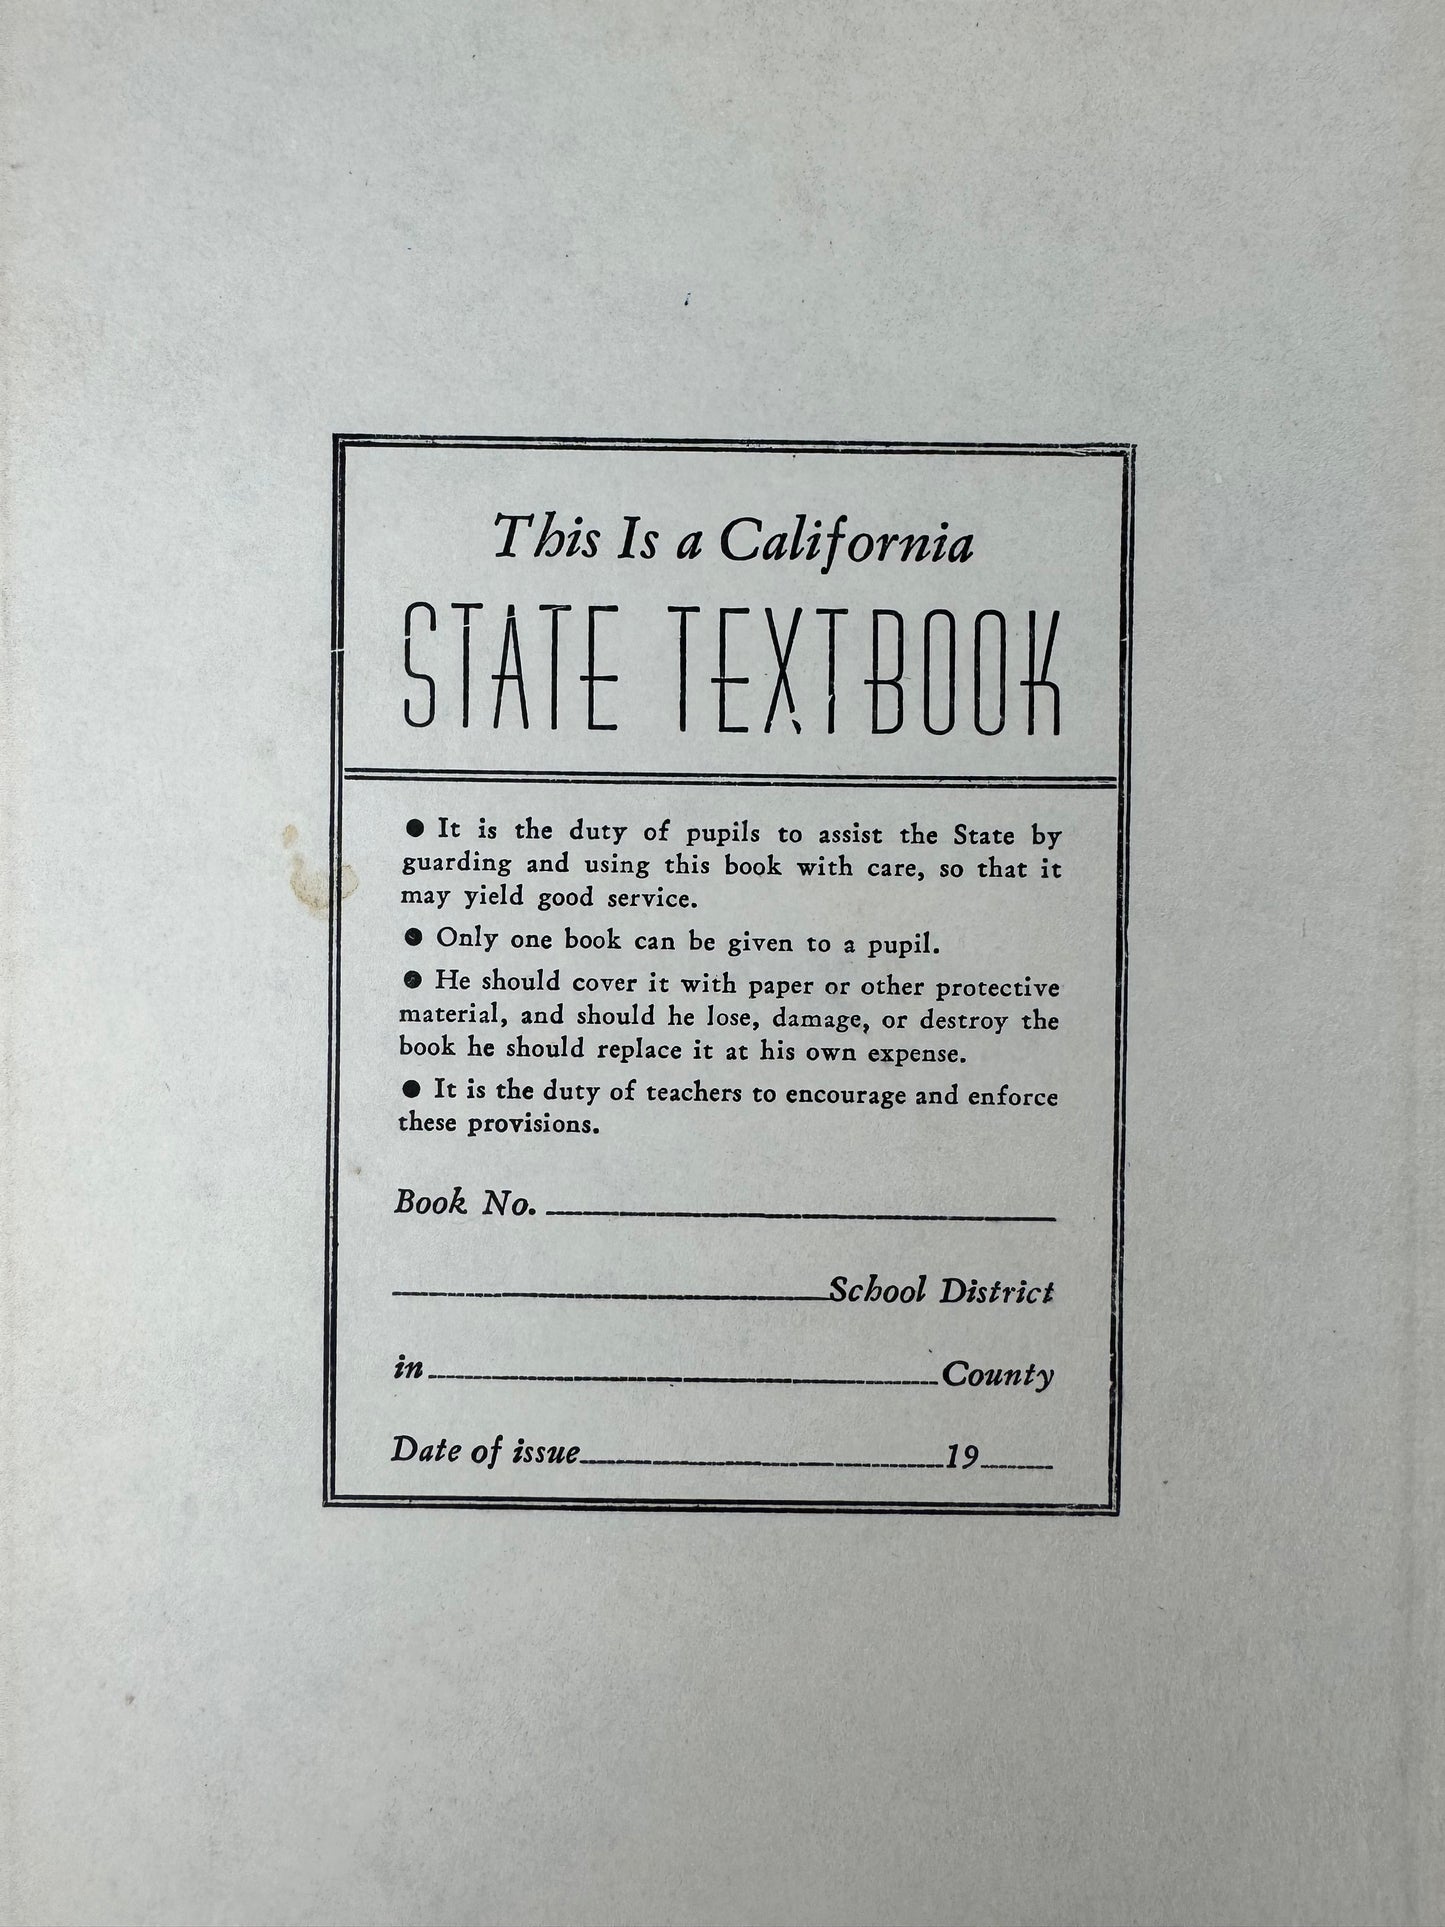 This Is a California
STATE TEXTBOOK
● It is the duty of pupils to assist the State by
guarding and using this book with care, so that it
may yield good service.
● Only one book can be given to a pupil.
● He should cover it with paper or other protective
material, and should he lose, damage, or destroy the
book he should replace it at his own expense.
● It is the duty of teachers to encourage and enforce
these provisions.
Book No.
School District
in County
Date of issue 19